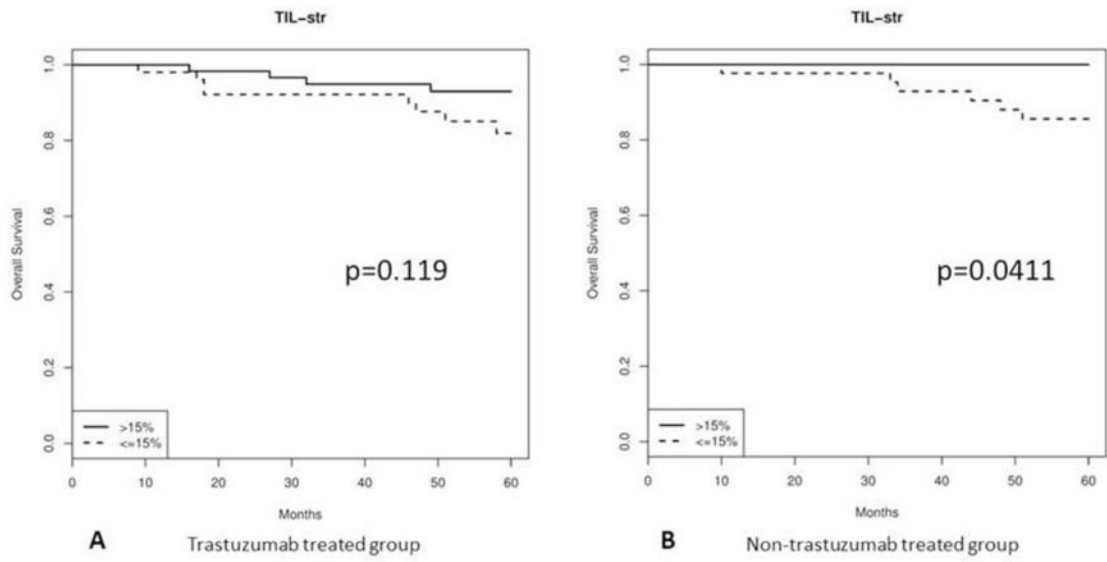 TIL-str
Overall Survival
1.0
0.8
0.6
0.4
0.2
0.0
p=0.119
>15%
<=15%
0 10 20 30 40 50 60
Months
A Trastuzumab treated group
TIL-str
Overall Survival
1.0
0.8
0.6
0.4
0.2
0.0
p=0.0411
>15%
<=15%
0 10 20 30 40 50 60
Months
B Non-trastuzumab treated group